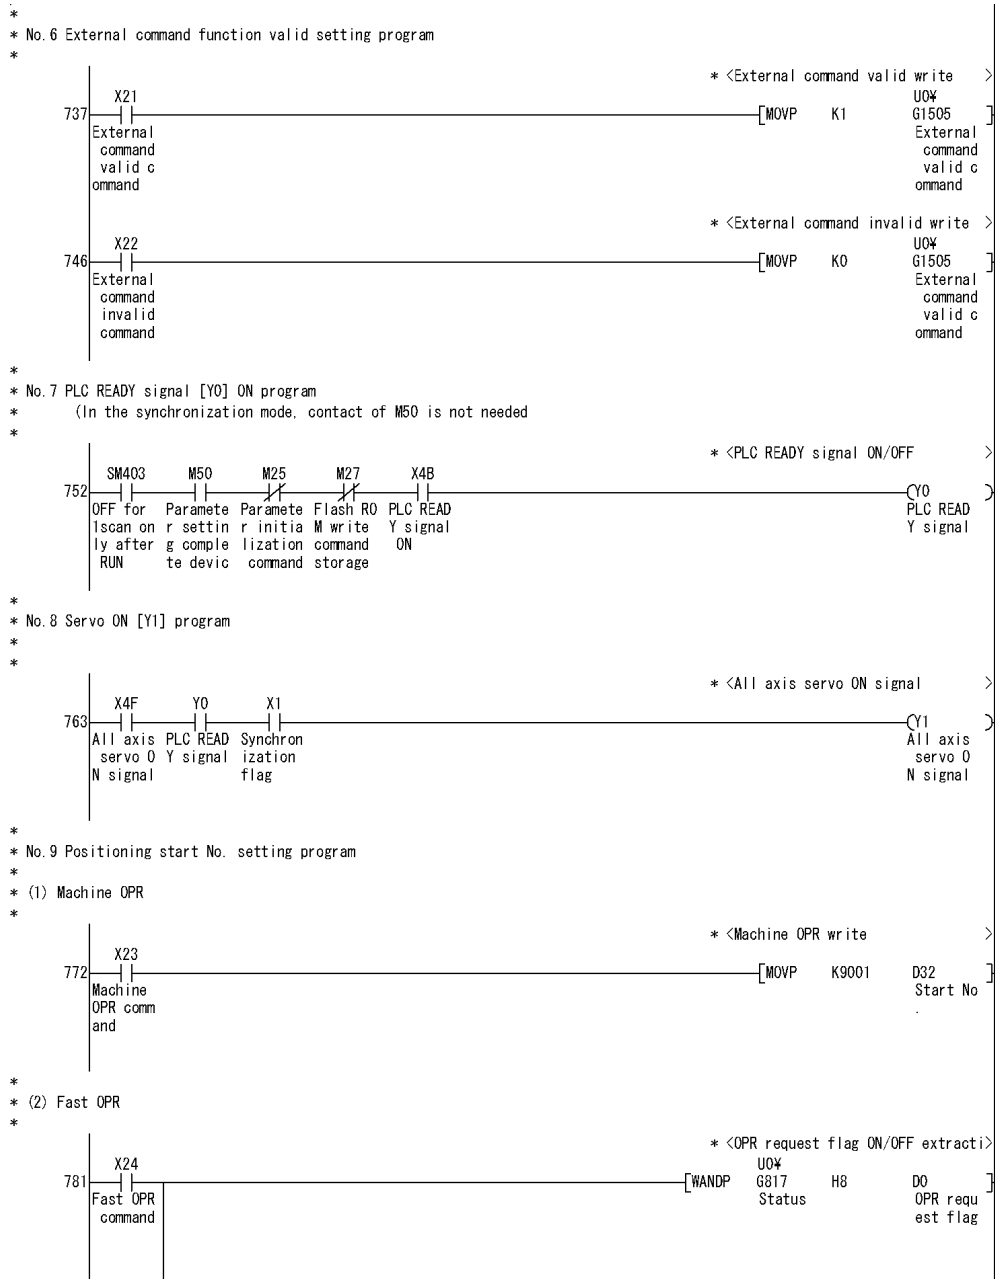 *
* No.6 External command function valid setting program
*
* <External command valid write >
X21 U0¥
737 [MOVP K1 G1505 ]
External External
command command
valid c valid c
ommand ommand
* <External command invalid write >
X22 U0¥
746 [MOVP K0 G1505 ]
External External
command command
invalid valid c
command ommand
*
* No.7 PLC READY signal [Y0] ON program
* (In the synchronization mode, contact of M50 is not needed
*
* <PLC READY signal ON/OFF >
SM403 M50 M25 M27 X4B
752 (Y0 )
OFF for Paramete Paramete Flash RO PLC READ PLC READ
1scan on r settin r initia M write Y signal Y signal
ly after g comple lization command ON
RUN te devic command storage
*
* No.8 Servo ON [Y1] program
*
*
* <All axis servo ON signal >
X4F Y0 X1
763 (Y1 )
All axis PLC READ Synchron All axis
servo O Y signal ization servo O
N signal flag N signal
*
* No.9 Positioning start No. setting program
*
* (1) Machine OPR
*
* <Machine OPR write >
X23
772 [MOVP K9001 D32 ]
Machine Start No
OPR comm .
and
*
* (2) Fast OPR
*
* <OPR request flag ON/OFF extracti>
X24 U0¥
781 [WANDP G817 H8 D0 ]
Fast OPR Status OPR requ
command est flag